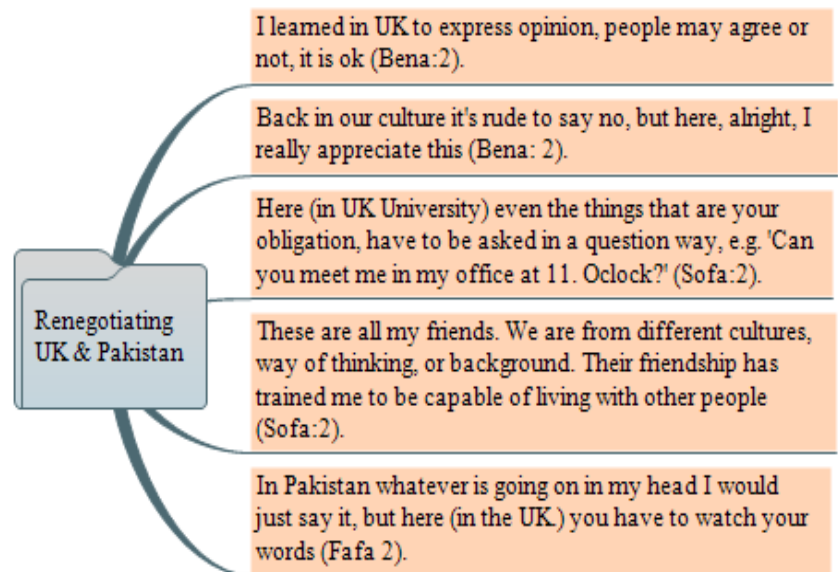 I learned in UK to express opinion, people may agree or
not, it is ok (Bena:2).
Back in our culture it's rude to say no, but here, alright, I
really appreciate this (Bena: 2).
Here (in UK University) even the things that are your
obligation, have to be asked in a question way, e.g. 'Can
you meet me in my office at 11. Oclock?' (Sofa:2).
Renegotiating
UK & Pakistan
These are all my friends. We are from different cultures,
way of thinking, or background. Their friendship has
trained me to be capable of living with other people
(Sofa:2).
In Pakistan whatever is going on in my head I would
just say it, but here (in the UK.) you have to watch your
words (Fafa 2).